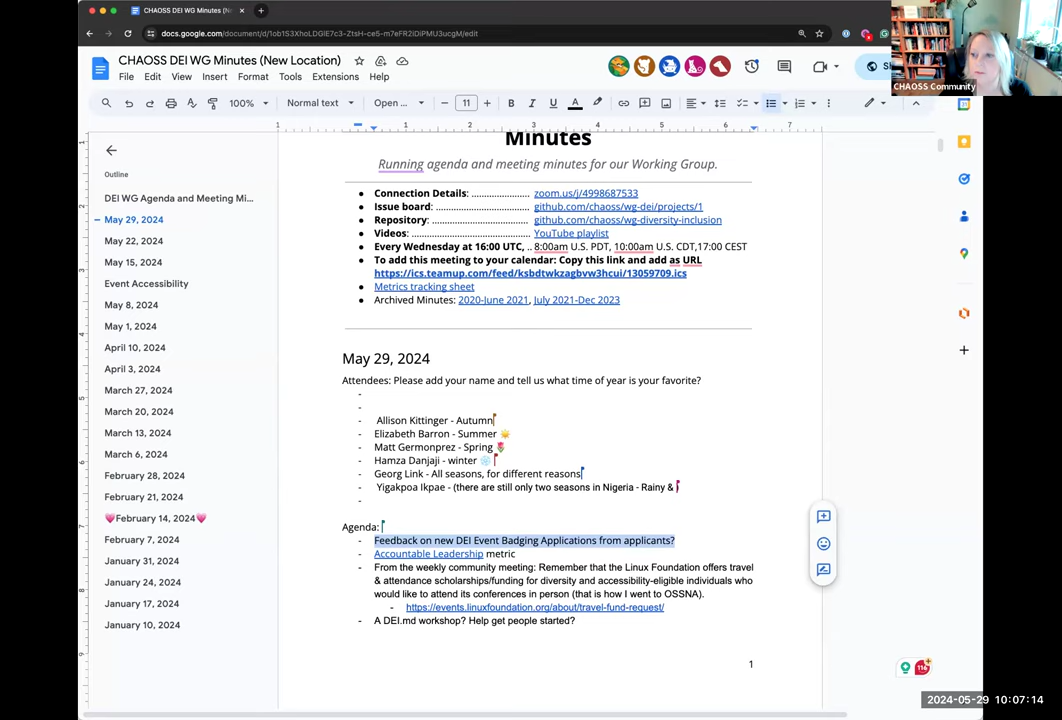 CHAOSS DEI WG Minutes (Ne
docs.google.com/document/d/1ob1S3XhoLDGlE7c3-ZtsH-ce5-m7eFR2iDiPMU3ucgM/edit
CHAOSS DEI WG Minutes (New Location)
File Edit View Insert Format Tools Extensions Help
CHAOSS Community
100% Normal text Open ... 11
1 1 2 3 4 5 6 7
Outline
DEI WG Agenda and Meeting Mi...
May 29, 2024
May 22, 2024
May 15, 2024
Event Accessibility
May 8, 2024
May 1, 2024
April 10, 2024
April 3, 2024
March 27, 2024
March 20, 2024
March 13, 2024
March 6, 2024
February 28, 2024
February 21, 2024
💗February 14, 2024💗
February 7, 2024
January 31, 2024
January 24, 2024
January 17, 2024
January 10, 2024
Minutes
Running agenda and meeting minutes for our Working Group.
● Connection Details: ...................... zoom.us/j/4998687533
● Issue board: ................................ github.com/chaoss/wg-dei/projects/1
● Repository: ................................. github.com/chaoss/wg-diversity-inclusion
● Videos: ........................................ YouTube playlist
● Every Wednesday at 16:00 UTC, .. 8:00am U.S. PDT, 10:00am U.S. CDT,17:00 CEST
● To add this meeting to your calendar: Copy this link and add as URL
https://ics.teamup.com/feed/ksbdtwkzagbvw3hcui/13059709.ics
● Metrics tracking sheet
● Archived Minutes: 2020-June 2021, July 2021-Dec 2023
May 29, 2024
Attendees: Please add your name and tell us what time of year is your favorite?
-
-
- Allison Kittinger - Autumn
- Elizabeth Barron - Summer ☀️
- Matt Germonprez - Spring 🌷
- Hamza Danjaji - winter ❄️
- Georg Link - All seasons, for different reasons
- Yigakpoa Ikpae - (there are still only two seasons in Nigeria - Rainy &
-
Agenda:
- Feedback on new DEI Event Badging Applications from applicants?
- Accountable Leadership metric
- From the weekly community meeting: Remember that the Linux Foundation offers travel
& attendance scholarships/funding for diversity and accessibility-eligible individuals who
would like to attend its conferences in person (that is how I went to OSSNA).
- https://events.linuxfoundation.org/about/travel-fund-request/
- A DEI.md workshop? Help get people started?
1
2024-05-29 10:07:14